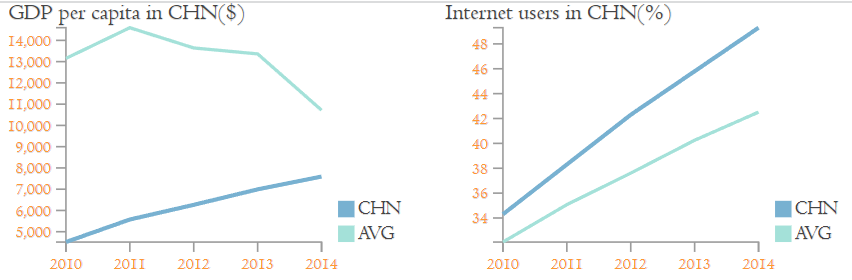 GDP per capita in CHN($)
14,000
13,000
12,000
11,000
10,000
9,000
8,000
7,000
6,000
5,000
2010 2011 2012 2013 2014
CHN
AVG
Internet users in CHN(%)
48
46
44
42
40
38
36
34
2010 2011 2012 2013 2014
CHN
AVG